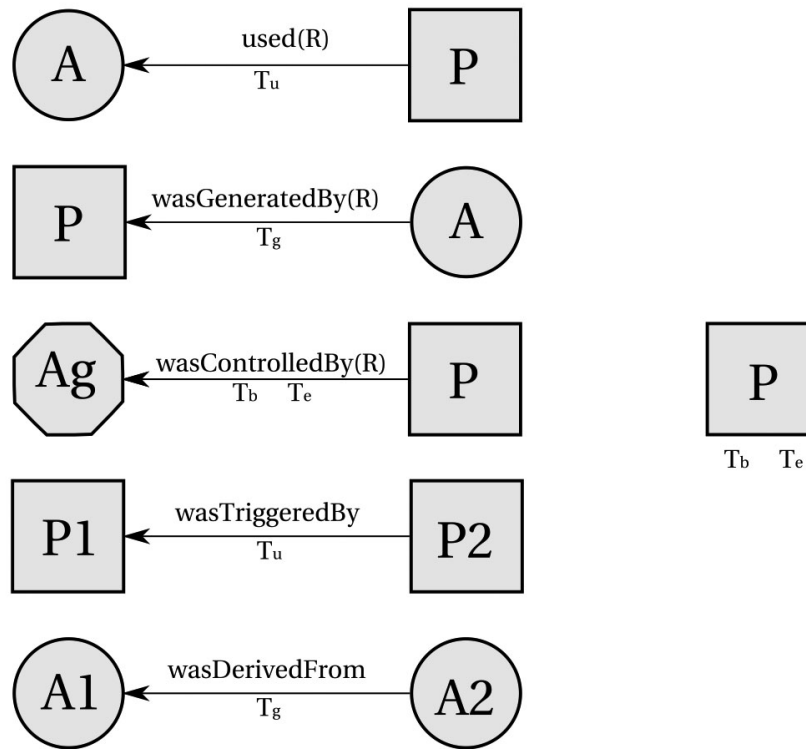 A used(R) P
Tu
P wasGeneratedBy(R) A
Tg
Ag wasControlledBy(R) P P
Tb Te Tb Te
P1 wasTriggeredBy P2
Tu
A1 wasDerivedFrom A2
Tg